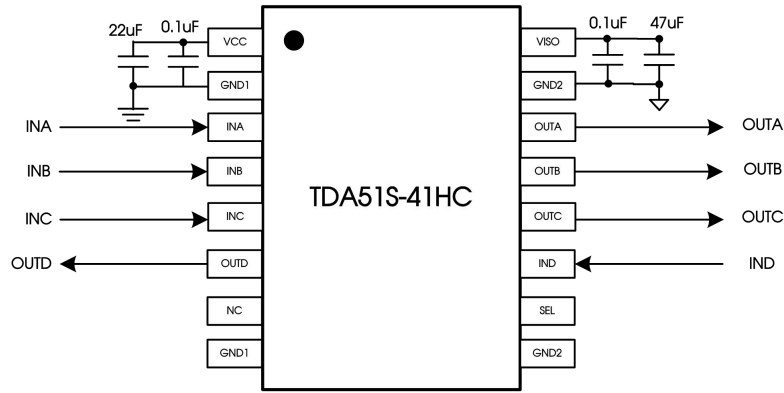 22uF 0.1uF 0.1uF 47uF
VCC VISO
GND1 GND2
INA INA OUTA OUTA
INB INB OUTB OUTB
TDA51S-41HC
INC INC OUTC OUTC
OUTD OUTD IND IND
NC SEL
GND1 GND2